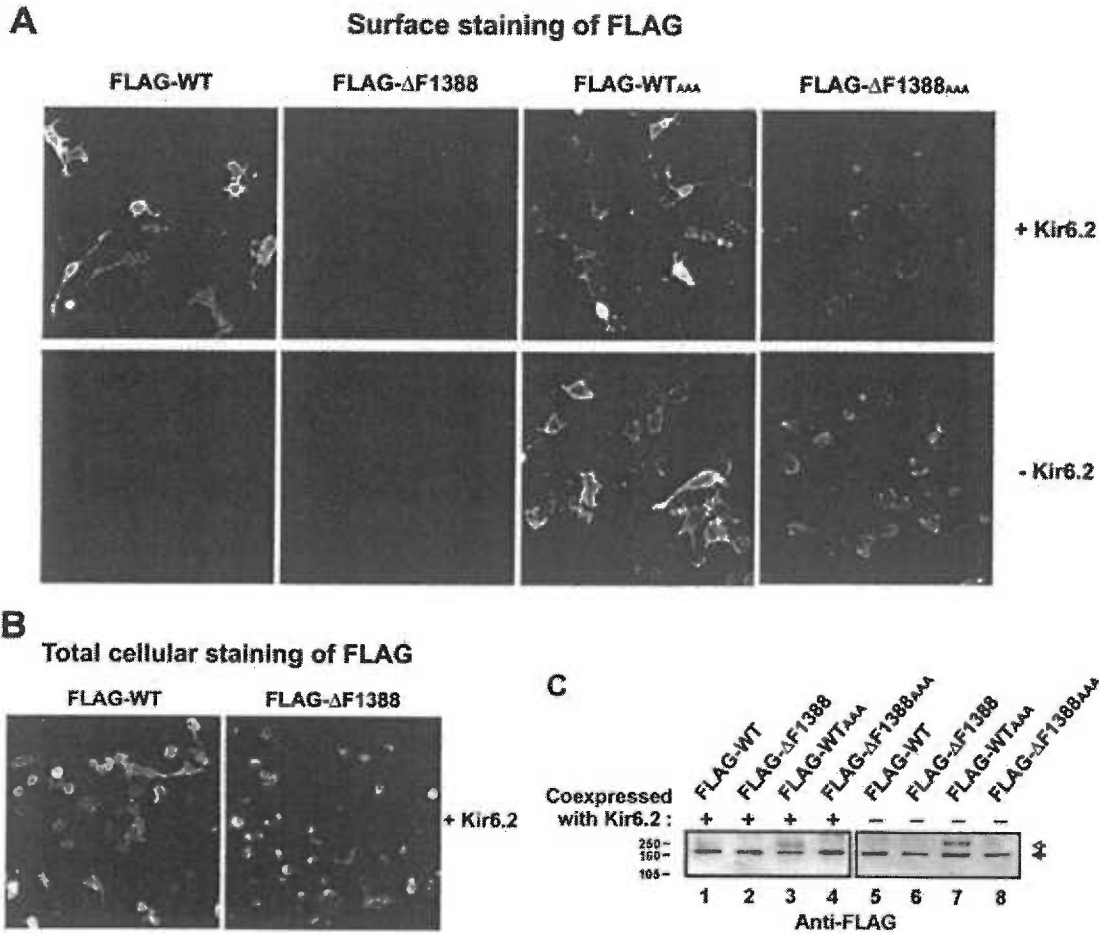 A
Surface staining of FLAG
FLAG-WT FLAG-ΔF1388 FLAG-WTAAA FLAG-ΔF1388AAA
+ Kir6.2
- Kir6.2
B
Total cellular staining of FLAG
FLAG-WT FLAG-ΔF1388
+ Kir6.2
C
FLAG-WT FLAG-ΔF1388 FLAG-WTAAA FLAG-ΔF1388AAA FLAG-WT FLAG-ΔF1388 FLAG-WTAAA FLAG-ΔF1388AAA
Coexpressed
with Kir6.2 : + + + + – – – –
250 –
160 –
105 –
1 2 3 4 5 6 7 8
Anti-FLAG